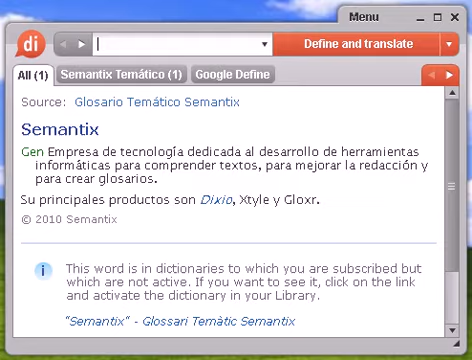 Menu
di
Define and translate
All (1)
Semantix Temático (1)
Google Define
Source: Glosario Temático Semantix
Semantix
Gen Empresa de tecnología dedicada al desarrollo de herramientas
informáticas para comprender textos, para mejorar la redacción y
para crear glosarios.
Su principales productos son Dixio, Xtyle y Gloxr.
© 2010 Semantix
i
This word is in dictionaries to which you are subscribed but
which are not active. If you want to see it, click on the link
and activate the dictionary in your Library.
"Semantix" - Glossari Temàtic Semantix